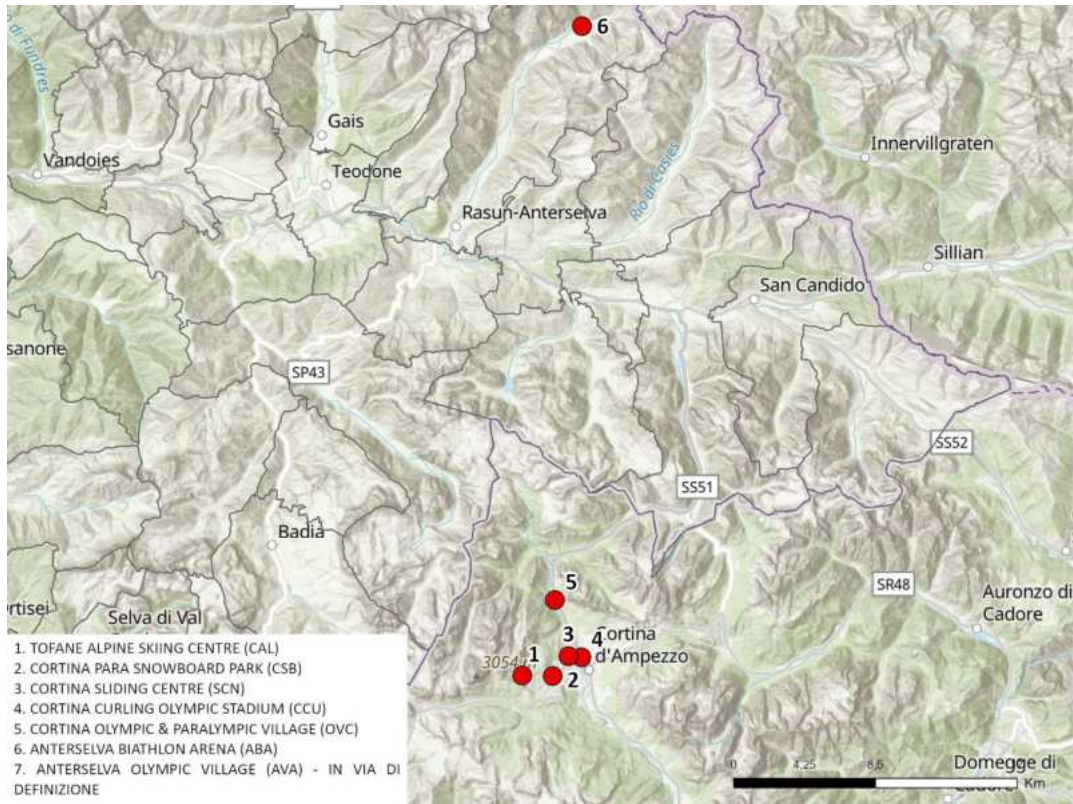 6
di Fundres
Gais
Vandoies
Teodone
Innervillgraten
Rio di Casies
Rasun-Anterselva
Sillian
San Candido
sanone
SP43
SS52
SS51
Badia
5
SR48
Auronzo di
Cadore
rtisei
Selva di Val
3
4
Cortina
d'Ampezzo
3054
1
2
1. TOFANE ALPINE SKIING CENTRE (CAL)
2. CORTINA PARA SNOWBOARD PARK (CSB)
3. CORTINA SLIDING CENTRE (SCN)
4. CORTINA CURLING OLYMPIC STADIUM (CCU)
5. CORTINA OLYMPIC & PARALYMPIC VILLAGE (OVC)
6. ANTERSELVA BIATHLON ARENA (ABA)
7. ANTERSELVA OLYMPIC VILLAGE (AVA) - IN VIA DI
DEFINIZIONE
0
4,25
8,5
Km
Domegge di
Cadore